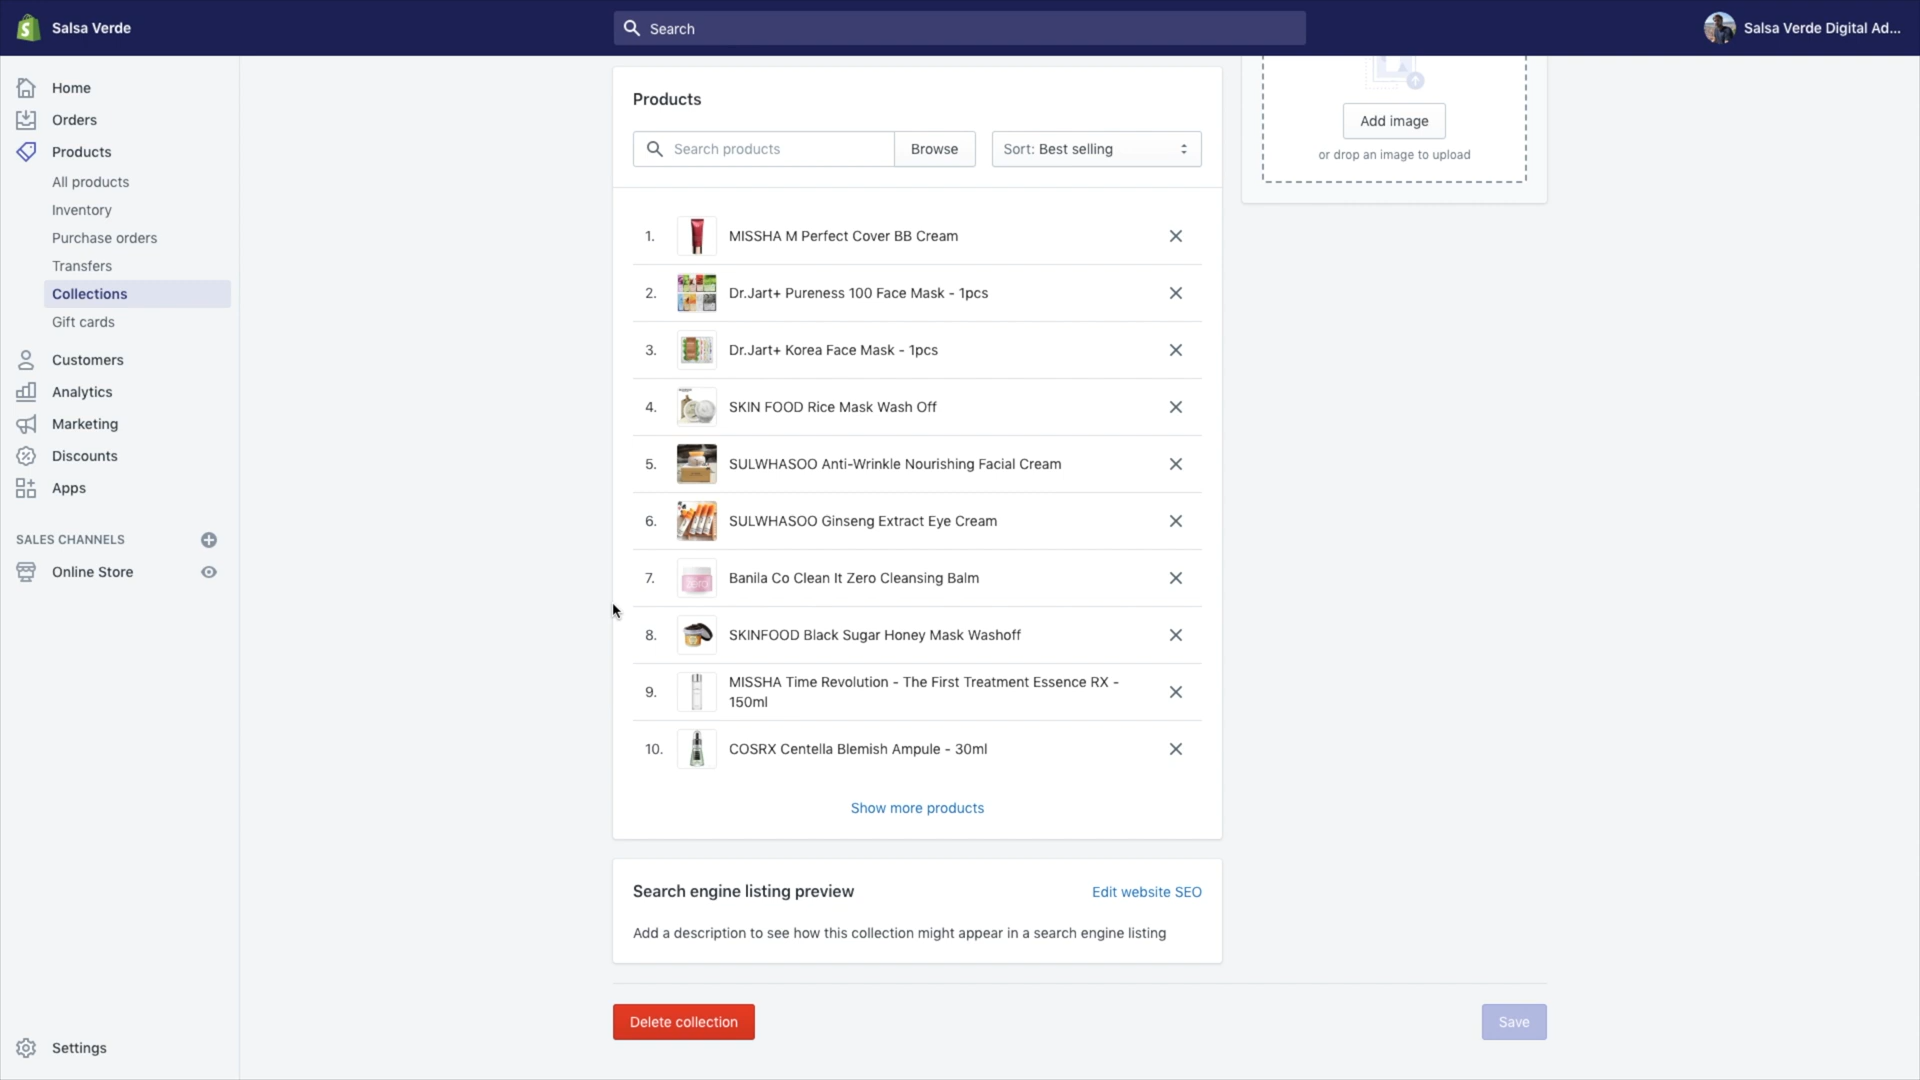 Salsa Verde
Search
Salsa Verde Digital Ad...
Home
Orders
Products
All products
Inventory
Purchase orders
Transfers
Collections
Gift cards
Customers
Analytics
Marketing
Discounts
Apps
SALES CHANNELS
Online Store
Settings
Products
Search products
Browse
Sort: Best selling
1. MISSHA M Perfect Cover BB Cream
2. Dr.Jart+ Pureness 100 Face Mask - 1pcs
3. Dr.Jart+ Korea Face Mask - 1pcs
4. SKIN FOOD Rice Mask Wash Off
5. SULWHASOO Anti-Wrinkle Nourishing Facial Cream
6. SULWHASOO Ginseng Extract Eye Cream
7. Banila Co Clean It Zero Cleansing Balm
8. SKINFOOD Black Sugar Honey Mask Washoff
9. MISSHA Time Revolution - The First Treatment Essence RX -
150ml
10. COSRX Centella Blemish Ampule - 30ml
Show more products
Search engine listing preview
Edit website SEO
Add a description to see how this collection might appear in a search engine listing
Delete collection
Save
Add image
or drop an image to upload